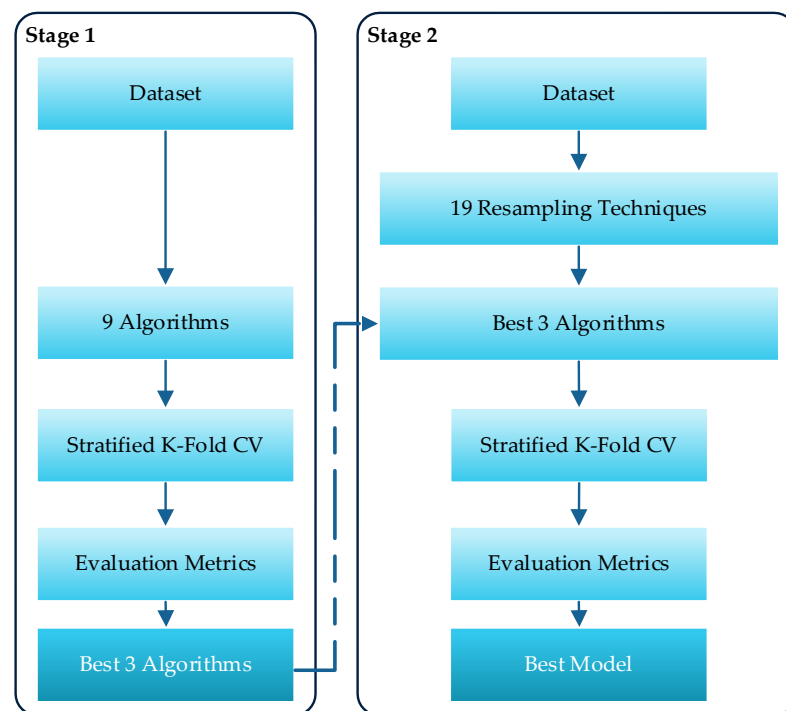 Stage 1
Dataset
9 Algorithms
Stratified K-Fold CV
Evaluation Metrics
Best 3 Algorithms
Stage 2
Dataset
19 Resampling Techniques
Best 3 Algorithms
Stratified K-Fold CV
Evaluation Metrics
Best Model